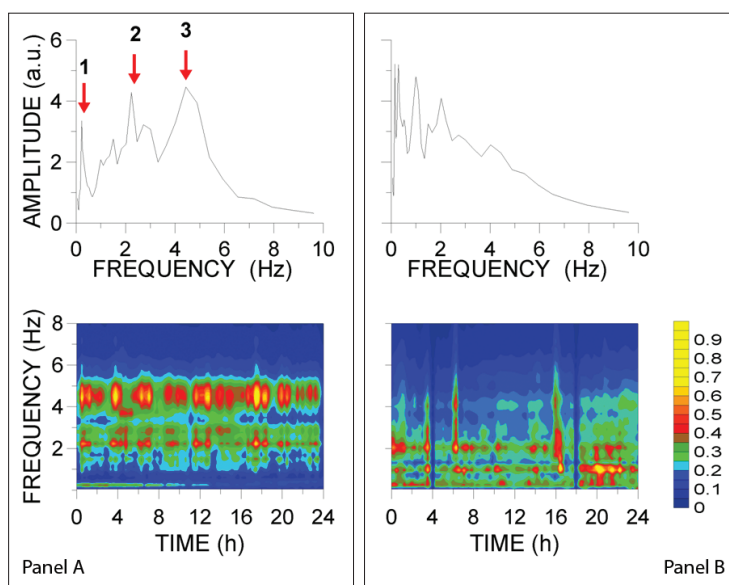 AMPLITUDE (a.u.)
6
4
2
0
1
2
3
0 2 4 6 8 10
FREQUENCY (Hz)
0 2 4 6 8 10
FREQUENCY (Hz)
FREQUENCY (Hz)
8
6
4
2
0 4 8 12 16 20 24
TIME (h)
Panel A
0 4 8 12 16 20 24
TIME (h)
0.9
0.8
0.7
0.6
0.5
0.4
0.3
0.2
0.1
0
Panel B